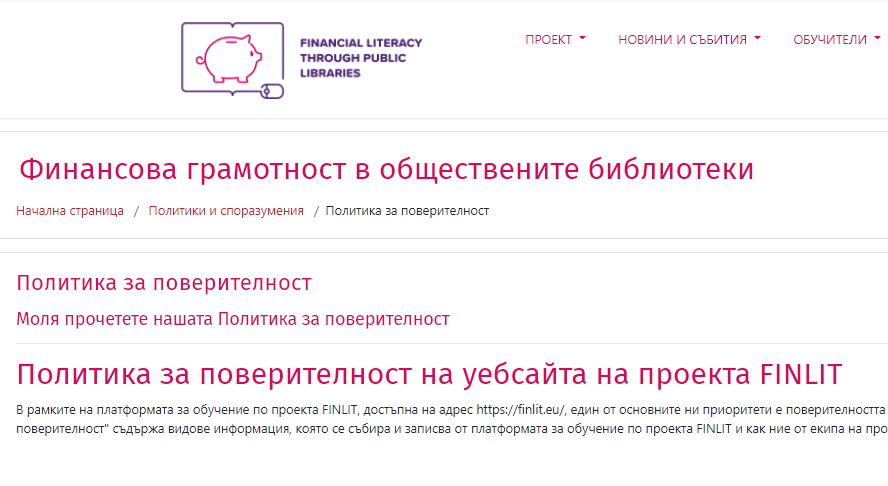 FINANCIAL LITERACY
THROUGH PUBLIC
LIBRARIES
ПРОЕКТ НОВИНИ И СЪБИТИЯ ОБУЧИТЕЛИ
Финансова грамотност в обществените библиотеки
Начална страница / Политики и споразумения / Политика за поверителност
Политика за поверителност
Моля прочетете нашата Политика за поверителност
Политика за поверителност на уебсайта на проекта FINLIT
В рамките на платформата за обучение по проекта FINLIT, достъпна на адрес https://finlit.eu/, един от основните ни приоритети е поверителността
поверителност" съдържа видове информация, която се събира и записва от платформата за обучение по проекта FINLIT и как ние от екипа на про